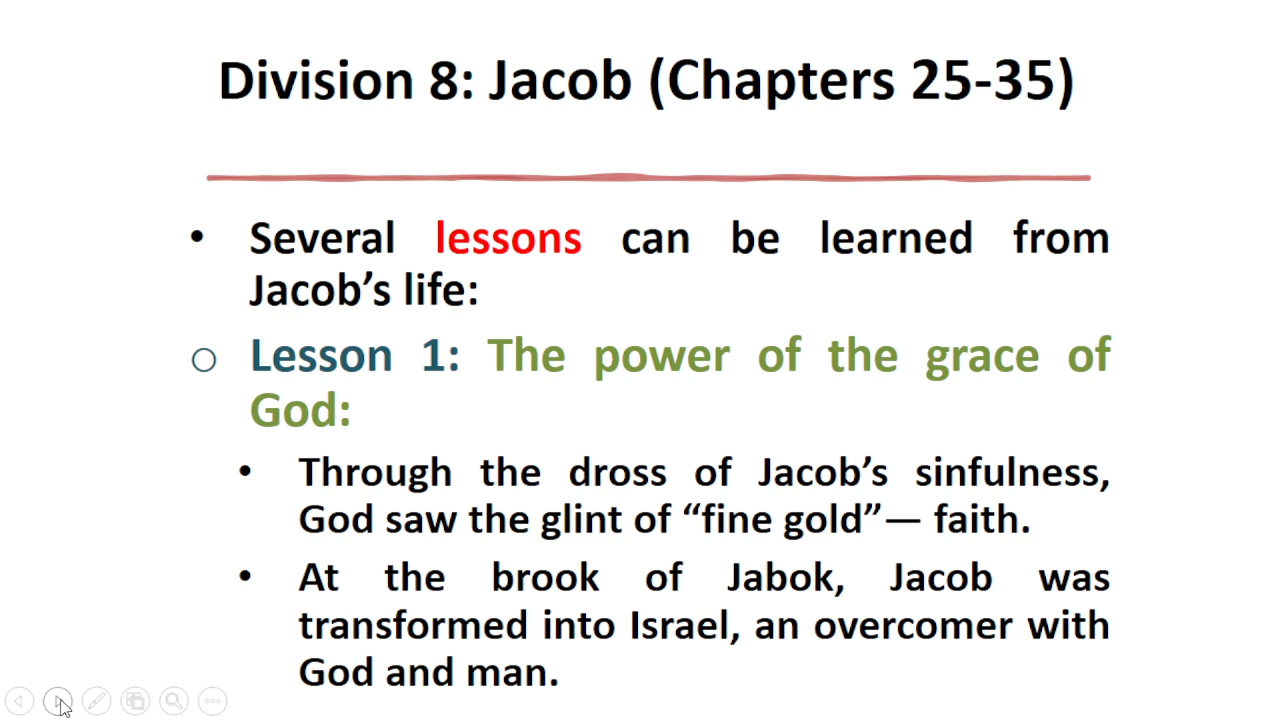 Division 8: Jacob (Chapters 25-35)
• Several lessons can be learned from
Jacob’s life:
○ Lesson 1: The power of the grace of
God:
• Through the dross of Jacob’s sinfulness,
God saw the glint of “fine gold”— faith.
• At the brook of Jabok, Jacob was
transformed into Israel, an overcomer with
God and man.